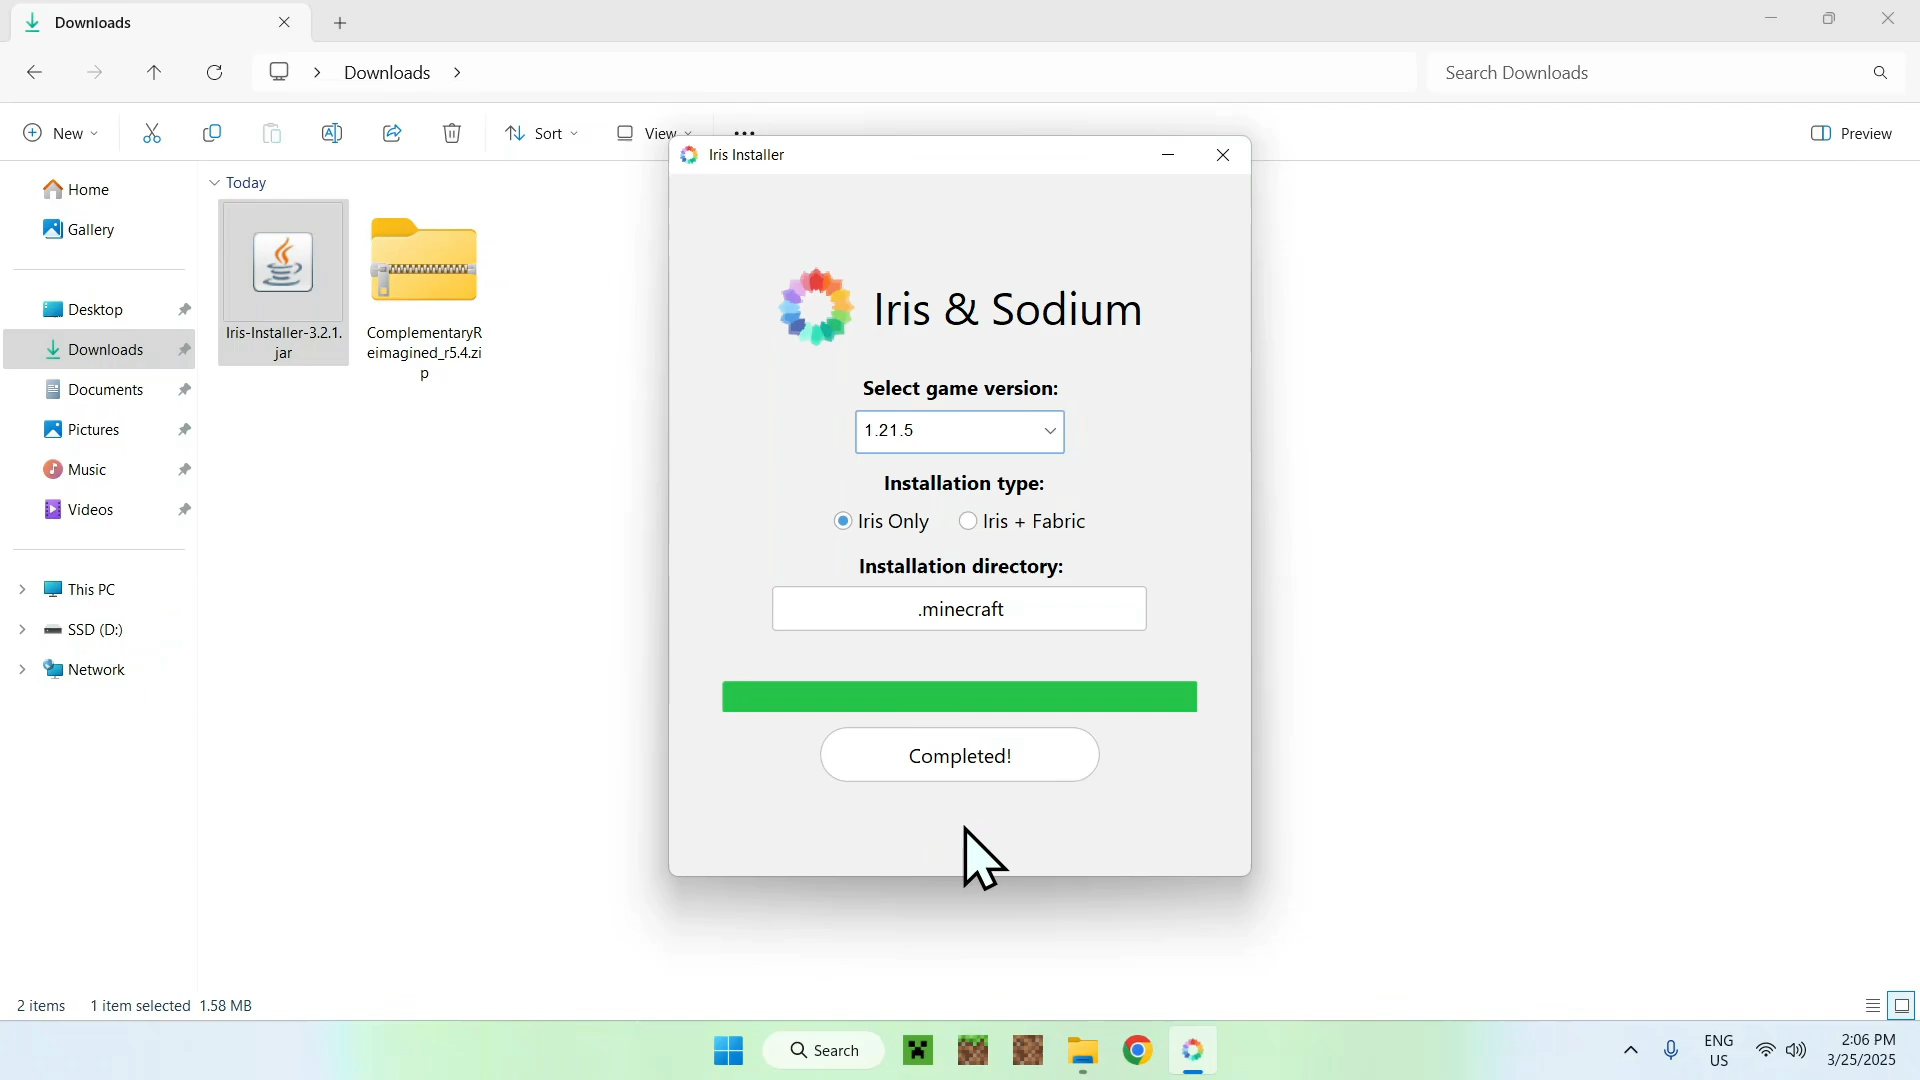 Downloads
Downloads
Search Downloads
New
Sort
View
Preview
Home
Gallery
Desktop
Downloads
Documents
Pictures
Music
Videos
This PC
SSD (D:)
Network
Today
Iris-Installer-3.2.1.
jar
ComplementaryR
eimagined_r5.4.zi
p
Iris Installer
Iris & Sodium
Select game version:
1.21.5
Installation type:
Iris Only Iris + Fabric
Installation directory:
.minecraft
Completed!
2 items 1 item selected 1.58 MB
Search
ENG
US
2:06 PM
3/25/2025